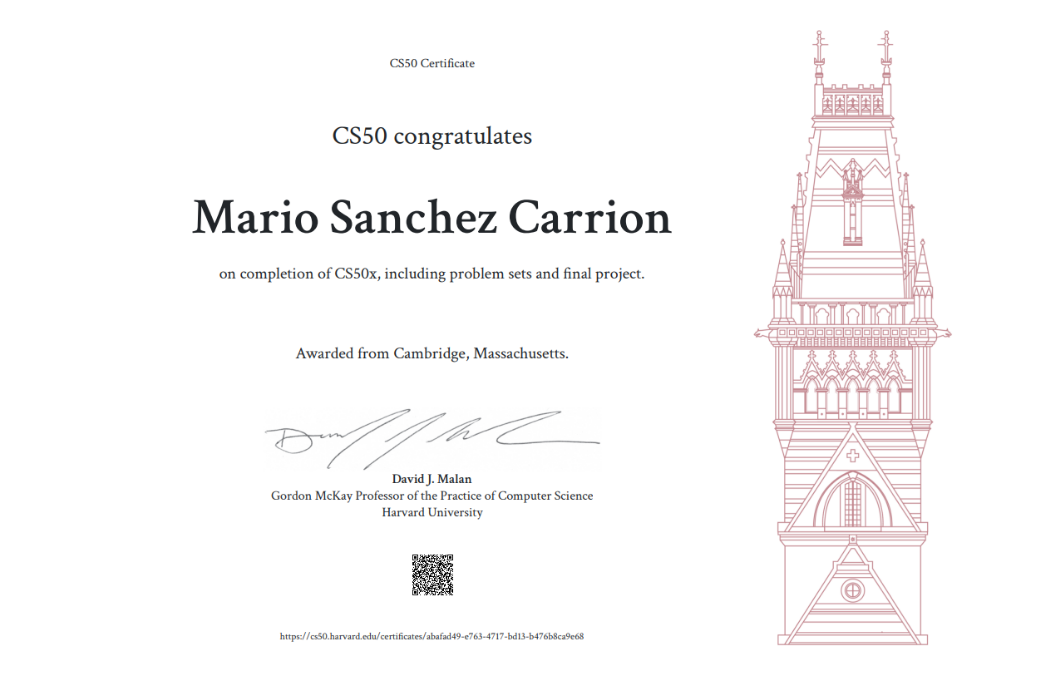 CS50 Certificate
CS50 congratulates
Mario Sanchez Carrion
on completion of CS50x, including problem sets and final project.
Awarded from Cambridge, Massachusetts.
David J. Malan
Gordon McKay Professor of the Practice of Computer Science
Harvard University
https://cs50.harvard.edu/certificates/abafad49-e763-4717-bd13-b476b8ca9e68